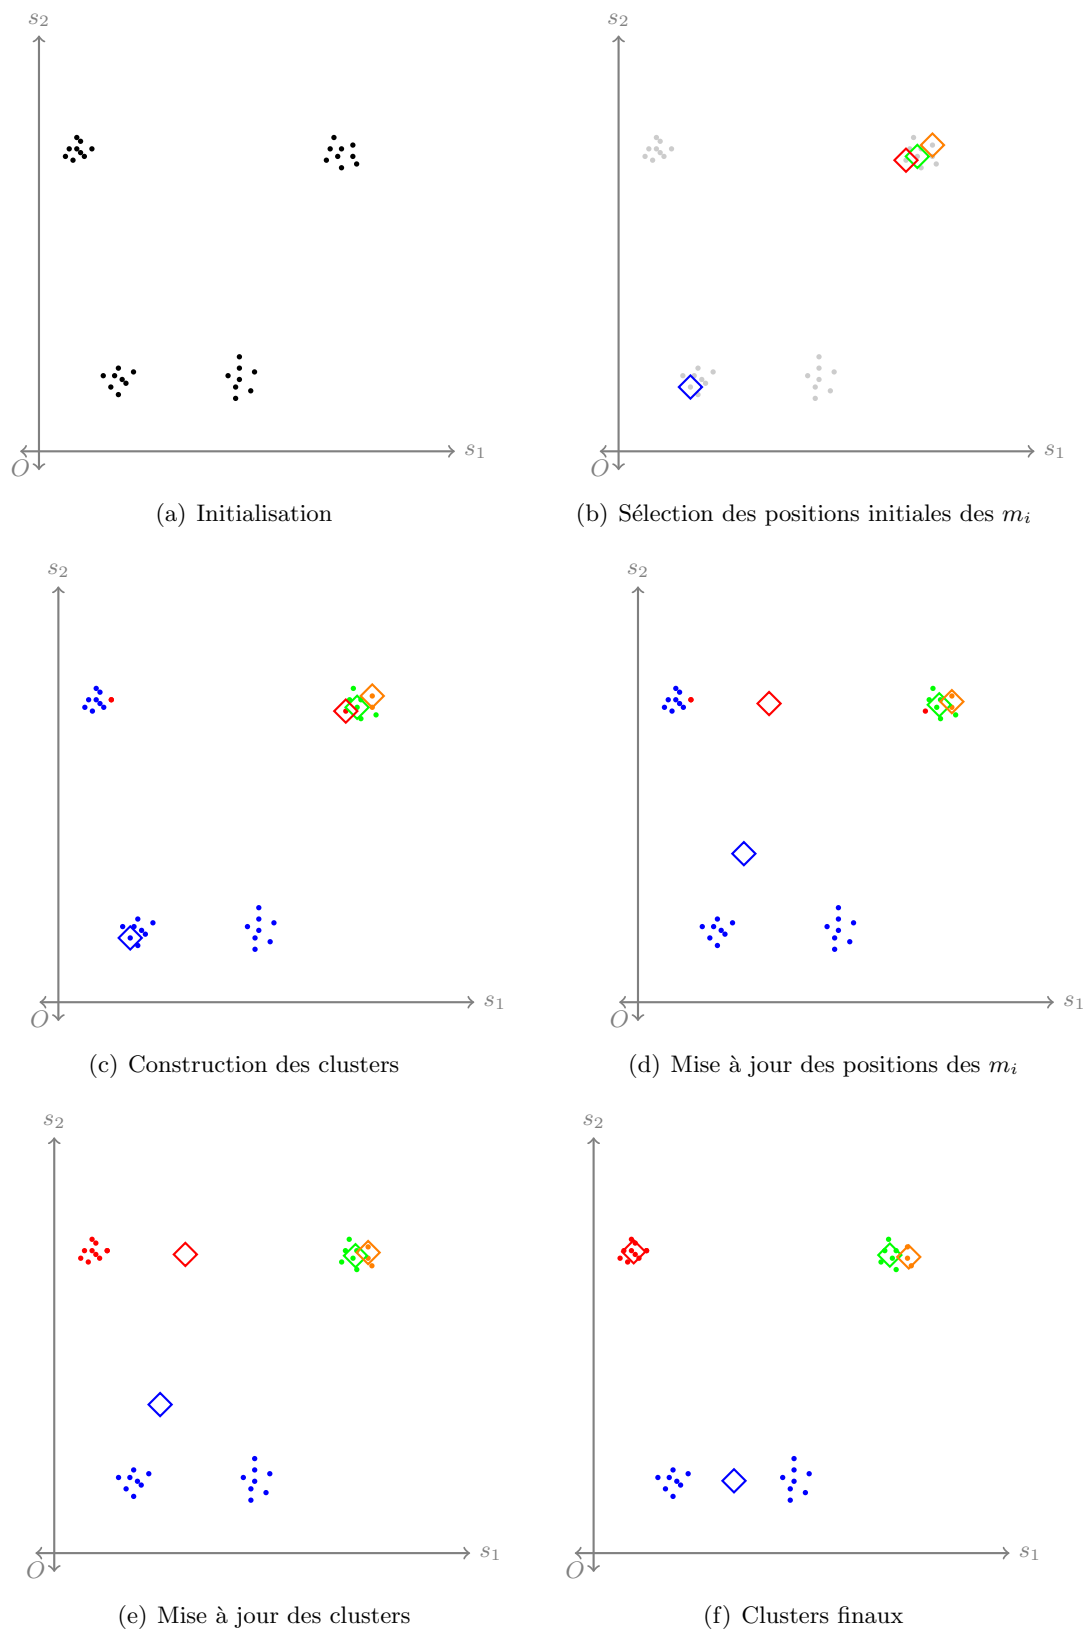 s₂
s₂
s₁
s₁
O
O
(a) Initialisation
(b) Sélection des positions initiales des mᵢ
s₂
s₂
s₁
s₁
O
O
(c) Construction des clusters
(d) Mise à jour des positions des mᵢ
s₂
s₂
s₁
s₁
O
O
(e) Mise à jour des clusters
(f) Clusters finaux